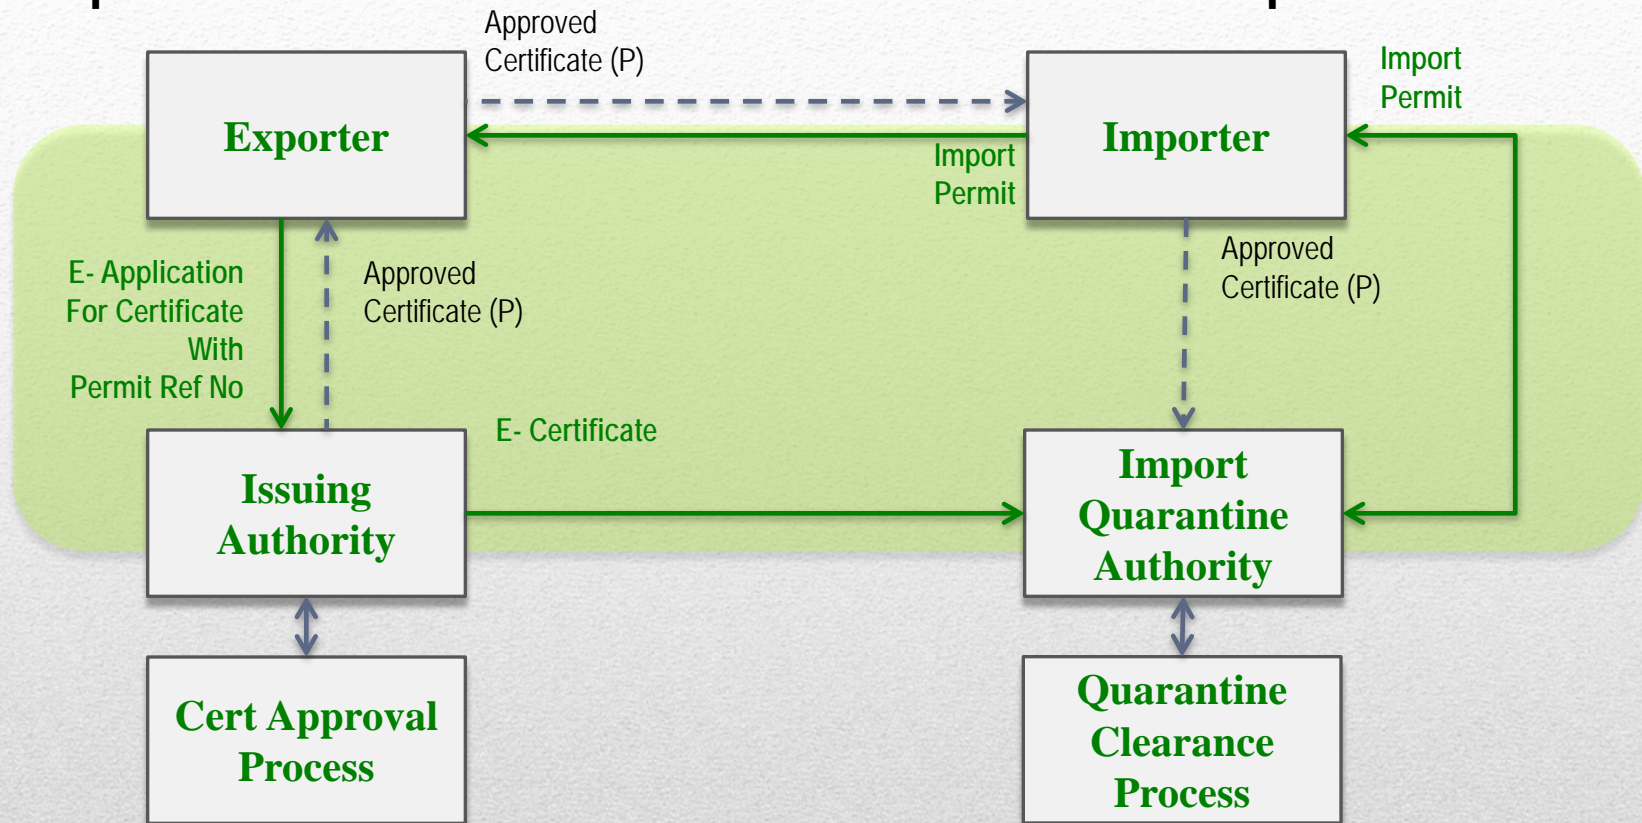 Approved
Certificate (P)
Import
Permit
Exporter
Importer
Import
Permit
E- Application
For Certificate
With
Permit Ref No
Approved
Certificate (P)
Approved
Certificate (P)
E- Certificate
Issuing
Authority
Import
Quarantine
Authority
Cert Approval
Process
Quarantine
Clearance
Process